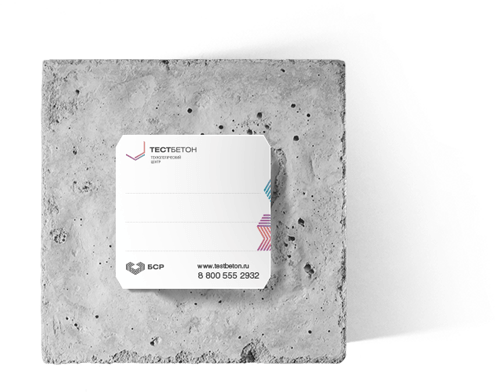 ТЕСТБЕТОН
ТЕХНОЛОГИЧЕСКИЙ
ЦЕНТР
БСР
www.testbeton.ru
8 800 555 2932